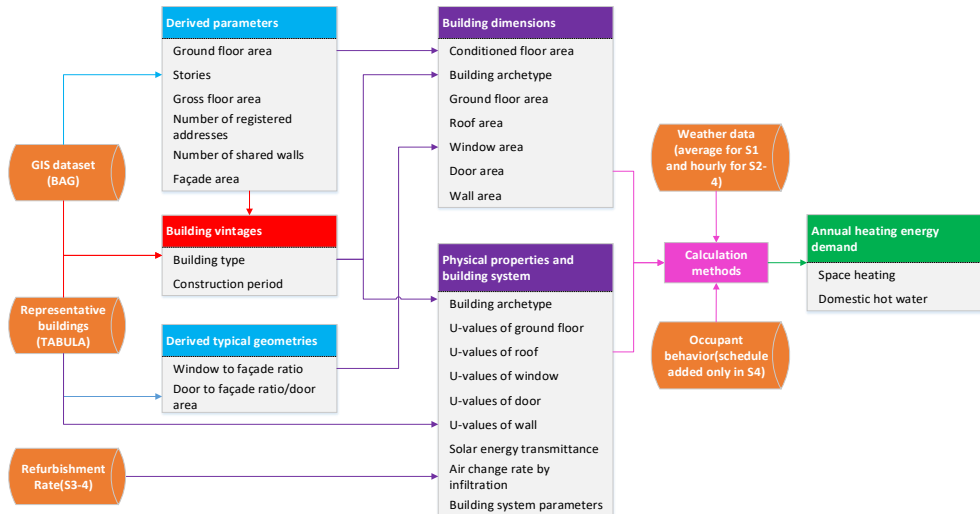 Derived parameters
Ground floor area
Stories
Gross floor area
Number of registered
addresses
Number of shared walls
Façade area
Building dimensions
Conditioned floor area
Building archetype
Ground floor area
Roof area
Window area
Door area
Wall area
GIS dataset
(BAG)
Weather data
(average for S1
and hourly for S2-
4)
Building vintages
Building type
Construction period
Representative
buildings
(TABULA)
Derived typical geometries
Window to façade ratio
Door to façade ratio/door
area
Physical properties and
building system
Building archetype
U-values of ground floor
U-values of roof
U-values of window
U-values of door
U-values of wall
Solar energy transmittance
Air change rate by
infiltration
Building system parameters
Calculation
methods
Annual heating energy
demand
Space heating
Domestic hot water
Occupant
behavior(schedule
added only in S4)
Refurbishment
Rate(S3-4)